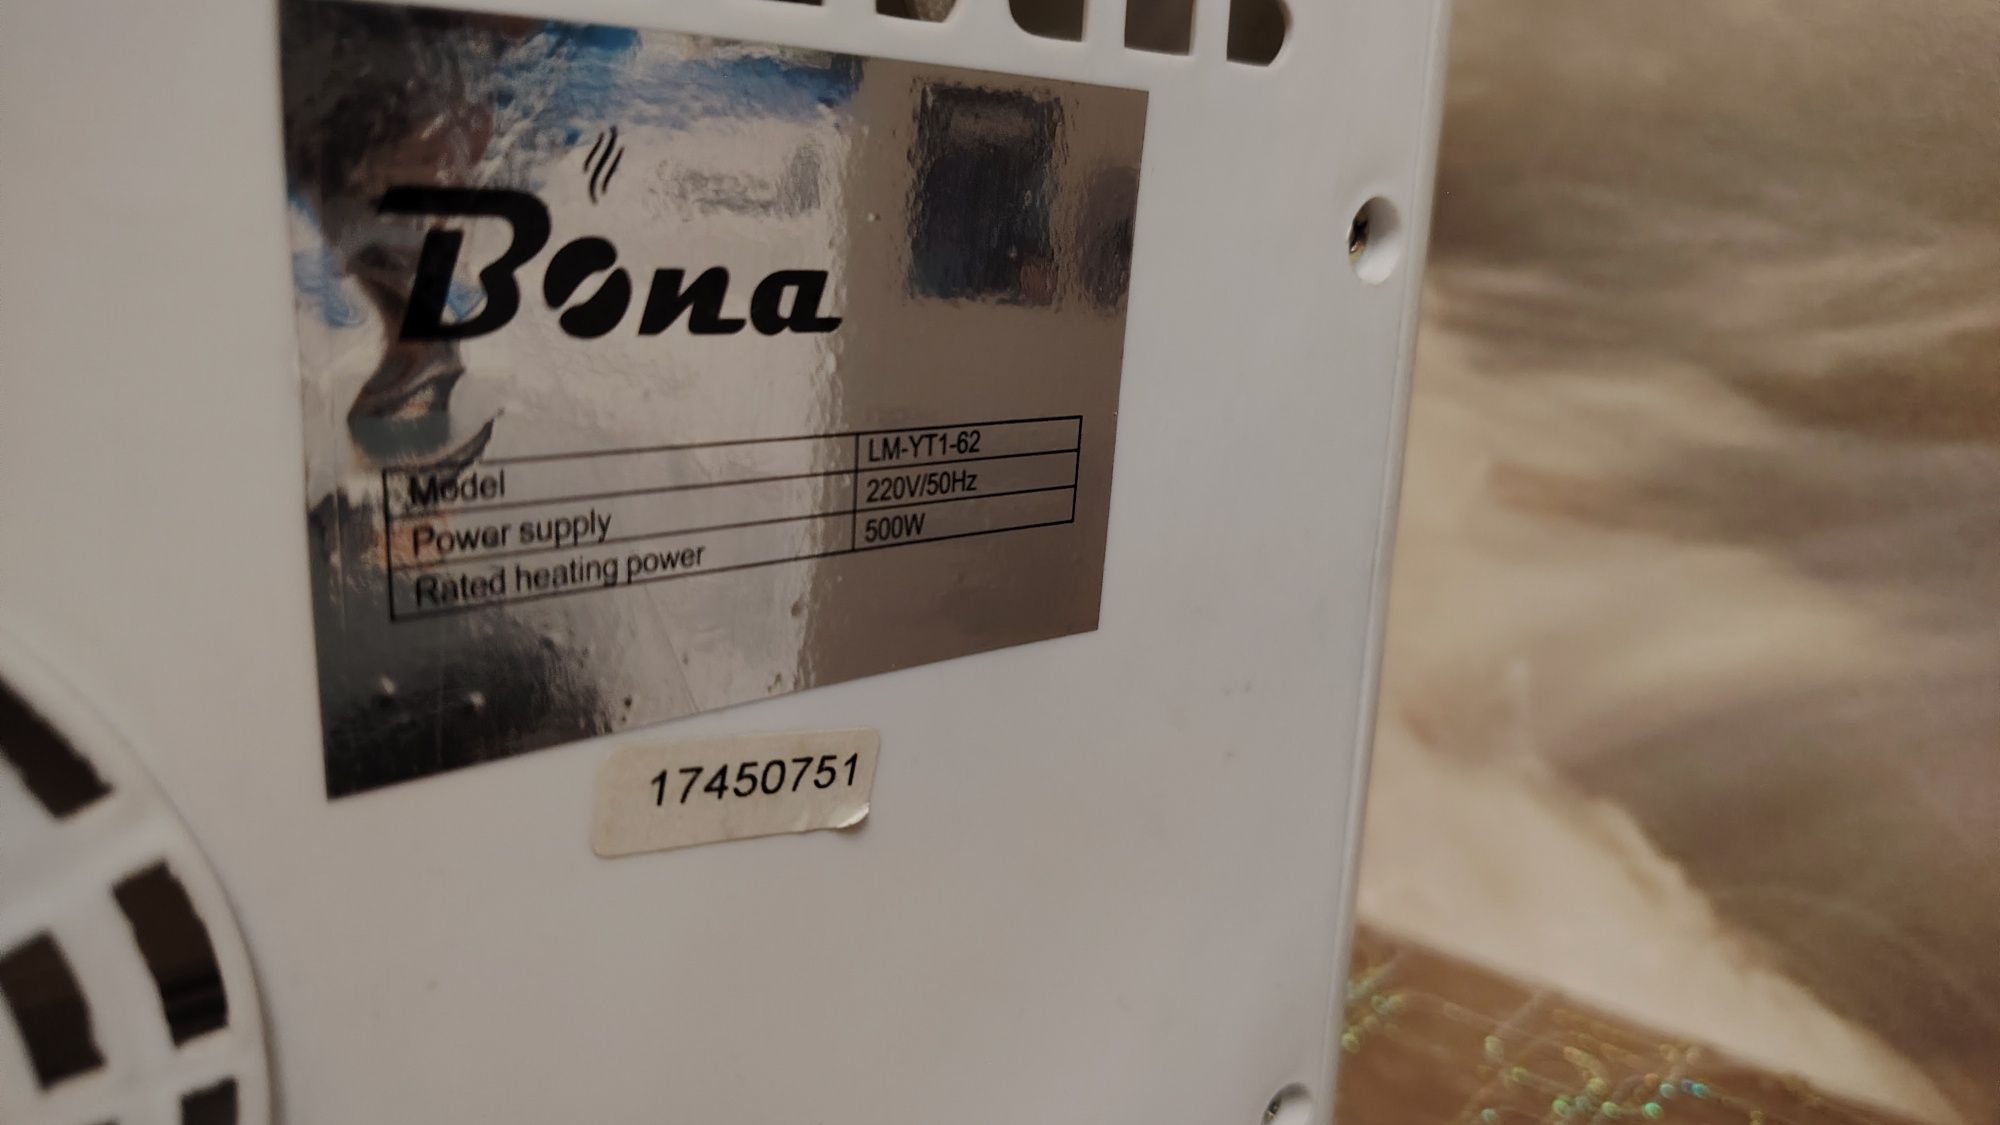 Bona
Model LM-YT1-62
Power supply 220V/50Hz
Rated heating power 500W
17450751